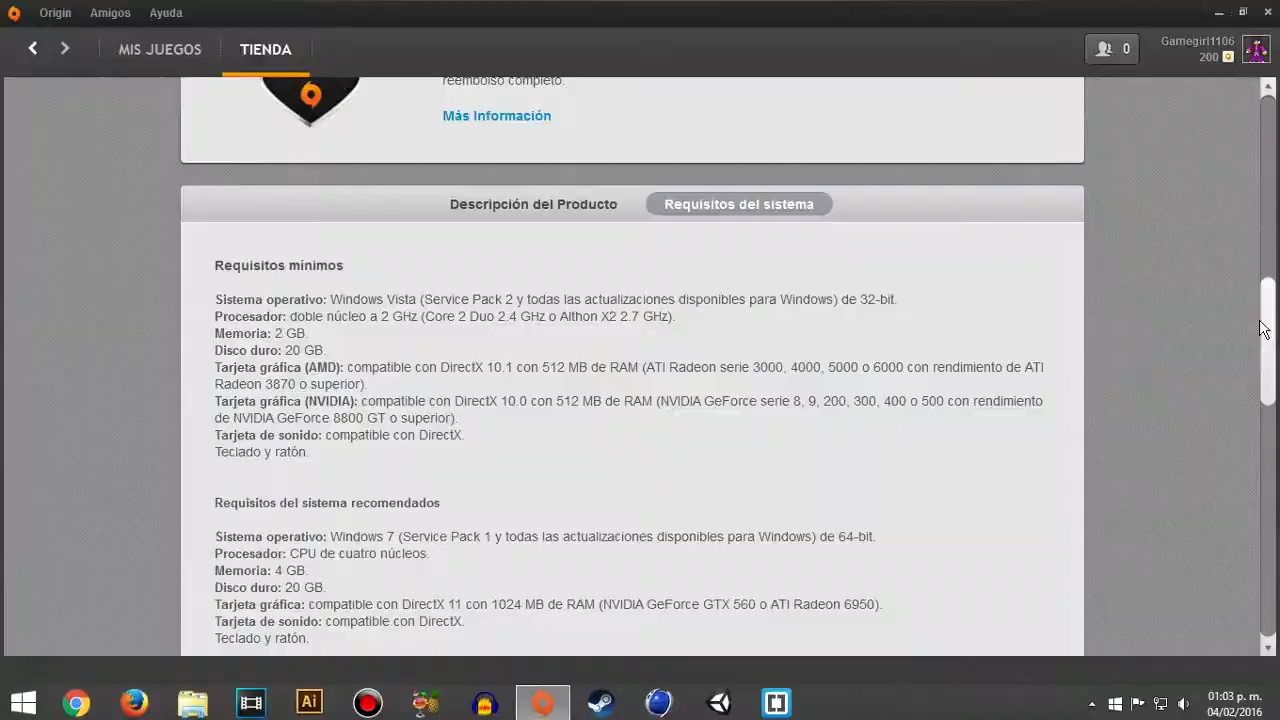 Origin Amigos Ayuda
MIS JUEGOS TIENDA
0
Gamegirl1106
200
reembolso completo.
Más Información
Descripción del Producto Requisitos del sistema
Requisitos mínimos
Sistema operativo: Windows Vista (Service Pack 2 y todas las actualizaciones disponibles para Windows) de 32-bit.
Procesador: doble núcleo a 2 GHz (Core 2 Duo 2.4 GHz o Althon X2 2.7 GHz).
Memoria: 2 GB.
Disco duro: 20 GB.
Tarjeta gráfica (AMD): compatible con DirectX 10.1 con 512 MB de RAM (ATI Radeon serie 3000, 4000, 5000 o 6000 con rendimiento de ATI
Radeon 3870 o superior).
Tarjeta gráfica (NVIDIA): compatible con DirectX 10.0 con 512 MB de RAM (NVIDIA GeForce serie 8, 9, 200, 300, 400 o 500 con rendimiento
de NVIDIA GeForce 8800 GT o superior).
Tarjeta de sonido: compatible con DirectX.
Teclado y ratón.
Requisitos del sistema recomendados
Sistema operativo: Windows 7 (Service Pack 1 y todas las actualizaciones disponibles para Windows) de 64-bit.
Procesador: CPU de cuatro núcleos.
Memoria: 4 GB.
Disco duro: 20 GB.
Tarjeta gráfica: compatible con DirectX 11 con 1024 MB de RAM (NVIDIA GeForce GTX 560 o ATI Radeon 6950).
Tarjeta de sonido: compatible con DirectX.
Teclado y ratón.
Ai
01:03 p. m.
04/02/2016